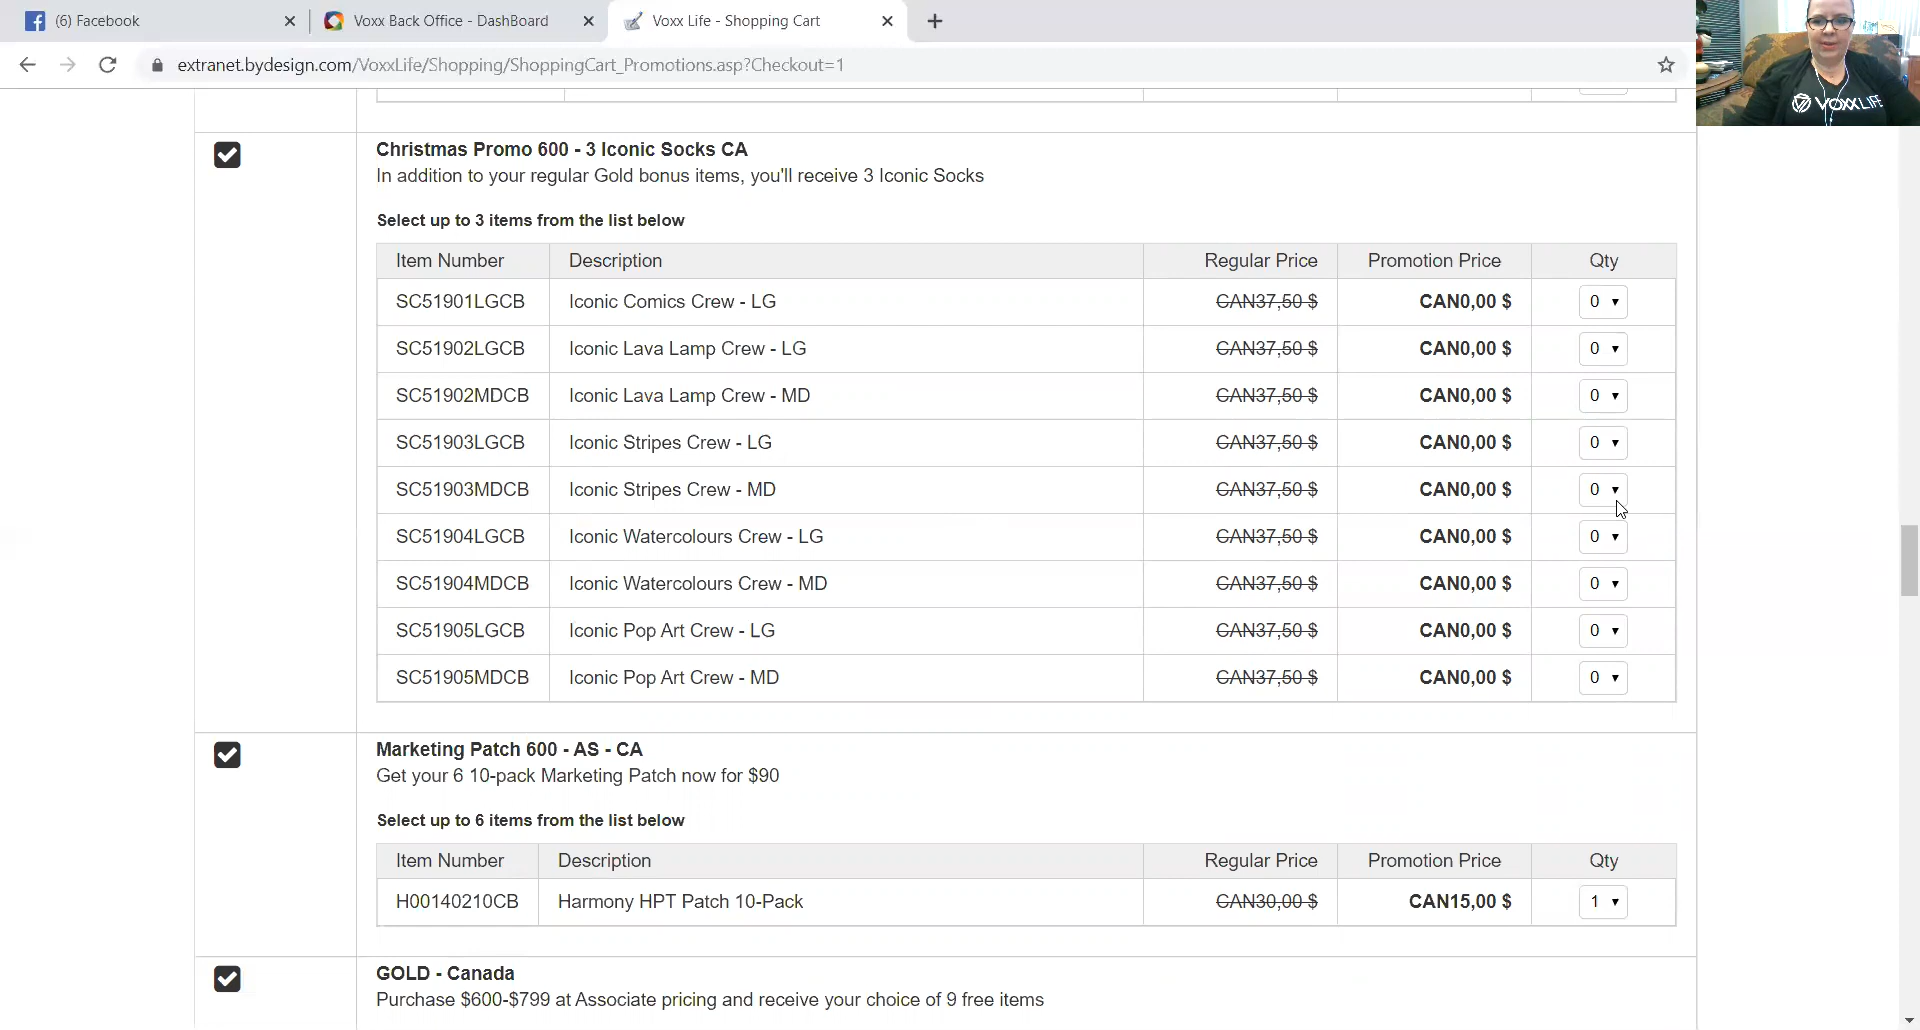 (6) Facebook
Voxx Back Office - DashBoard
Voxx Life - Shopping Cart
extranet.bydesign.com/VoxxLife/Shopping/ShoppingCart_Promotions.asp?Checkout=1
VOXXLIFE
Christmas Promo 600 - 3 Iconic Socks CA
In addition to your regular Gold bonus items, you'll receive 3 Iconic Socks
Select up to 3 items from the list below
Item Number Description Regular Price Promotion Price Qty
SC51901LGCB Iconic Comics Crew - LG CAN37,50 $ CAN0,00 $ 0
SC51902LGCB Iconic Lava Lamp Crew - LG CAN37,50 $ CAN0,00 $ 0
SC51902MDCB Iconic Lava Lamp Crew - MD CAN37,50 $ CAN0,00 $ 0
SC51903LGCB Iconic Stripes Crew - LG CAN37,50 $ CAN0,00 $ 0
SC51903MDCB Iconic Stripes Crew - MD CAN37,50 $ CAN0,00 $ 0
SC51904LGCB Iconic Watercolours Crew - LG CAN37,50 $ CAN0,00 $ 0
SC51904MDCB Iconic Watercolours Crew - MD CAN37,50 $ CAN0,00 $ 0
SC51905LGCB Iconic Pop Art Crew - LG CAN37,50 $ CAN0,00 $ 0
SC51905MDCB Iconic Pop Art Crew - MD CAN37,50 $ CAN0,00 $ 0
Marketing Patch 600 - AS - CA
Get your 6 10-pack Marketing Patch now for $90
Select up to 6 items from the list below
Item Number Description Regular Price Promotion Price Qty
H00140210CB Harmony HPT Patch 10-Pack CAN30,00 $ CAN15,00 $ 1
GOLD - Canada
Purchase $600-$799 at Associate pricing and receive your choice of 9 free items